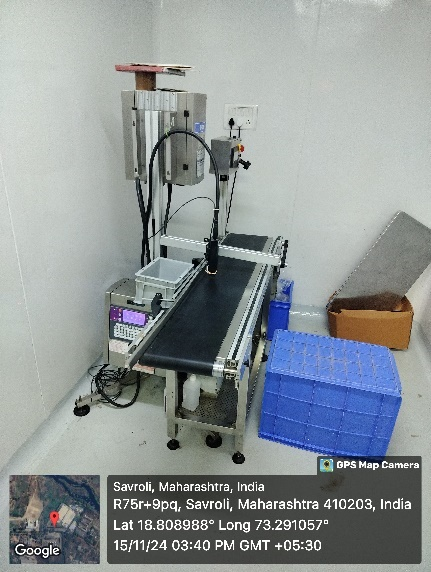 GPS Map Camera
Savroli, Maharashtra, India
R75r+9pq, Savroli, Maharashtra 410203, India
Lat 18.808988° Long 73.291057°
15/11/24 03:40 PM GMT +05:30
Google